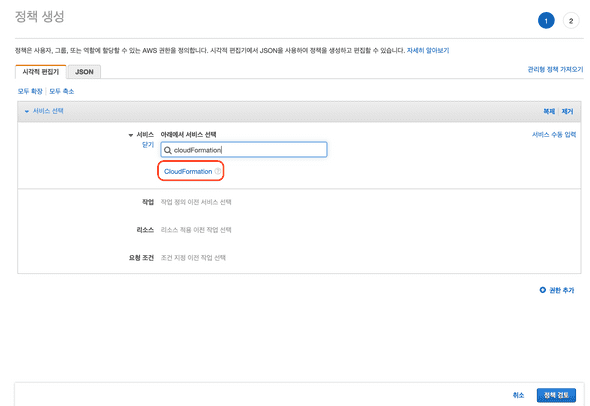 정책 생성
1 2
정책은 사용자, 그룹, 또는 역할에 할당할 수 있는 AWS 권한을 정의합니다. 시각적 편집기에서 JSON을 사용하여 정책을 생성하고 편집할 수 있습니다. 자세히 알아보기
시각적 편집기 JSON 관리형 정책 가져오기
모두 확장 | 모두 축소
서비스 선택 복제 | 제거
서비스 아래에서 서비스 선택 서비스 수동 입력
닫기 cloudFormation
CloudFormation ?
작업 작업 정의 이전 서비스 선택
리소스 리소스 적용 이전 작업 선택
요청 조건 조건 지정 이전 작업 선택
권한 추가
취소 정책 검토